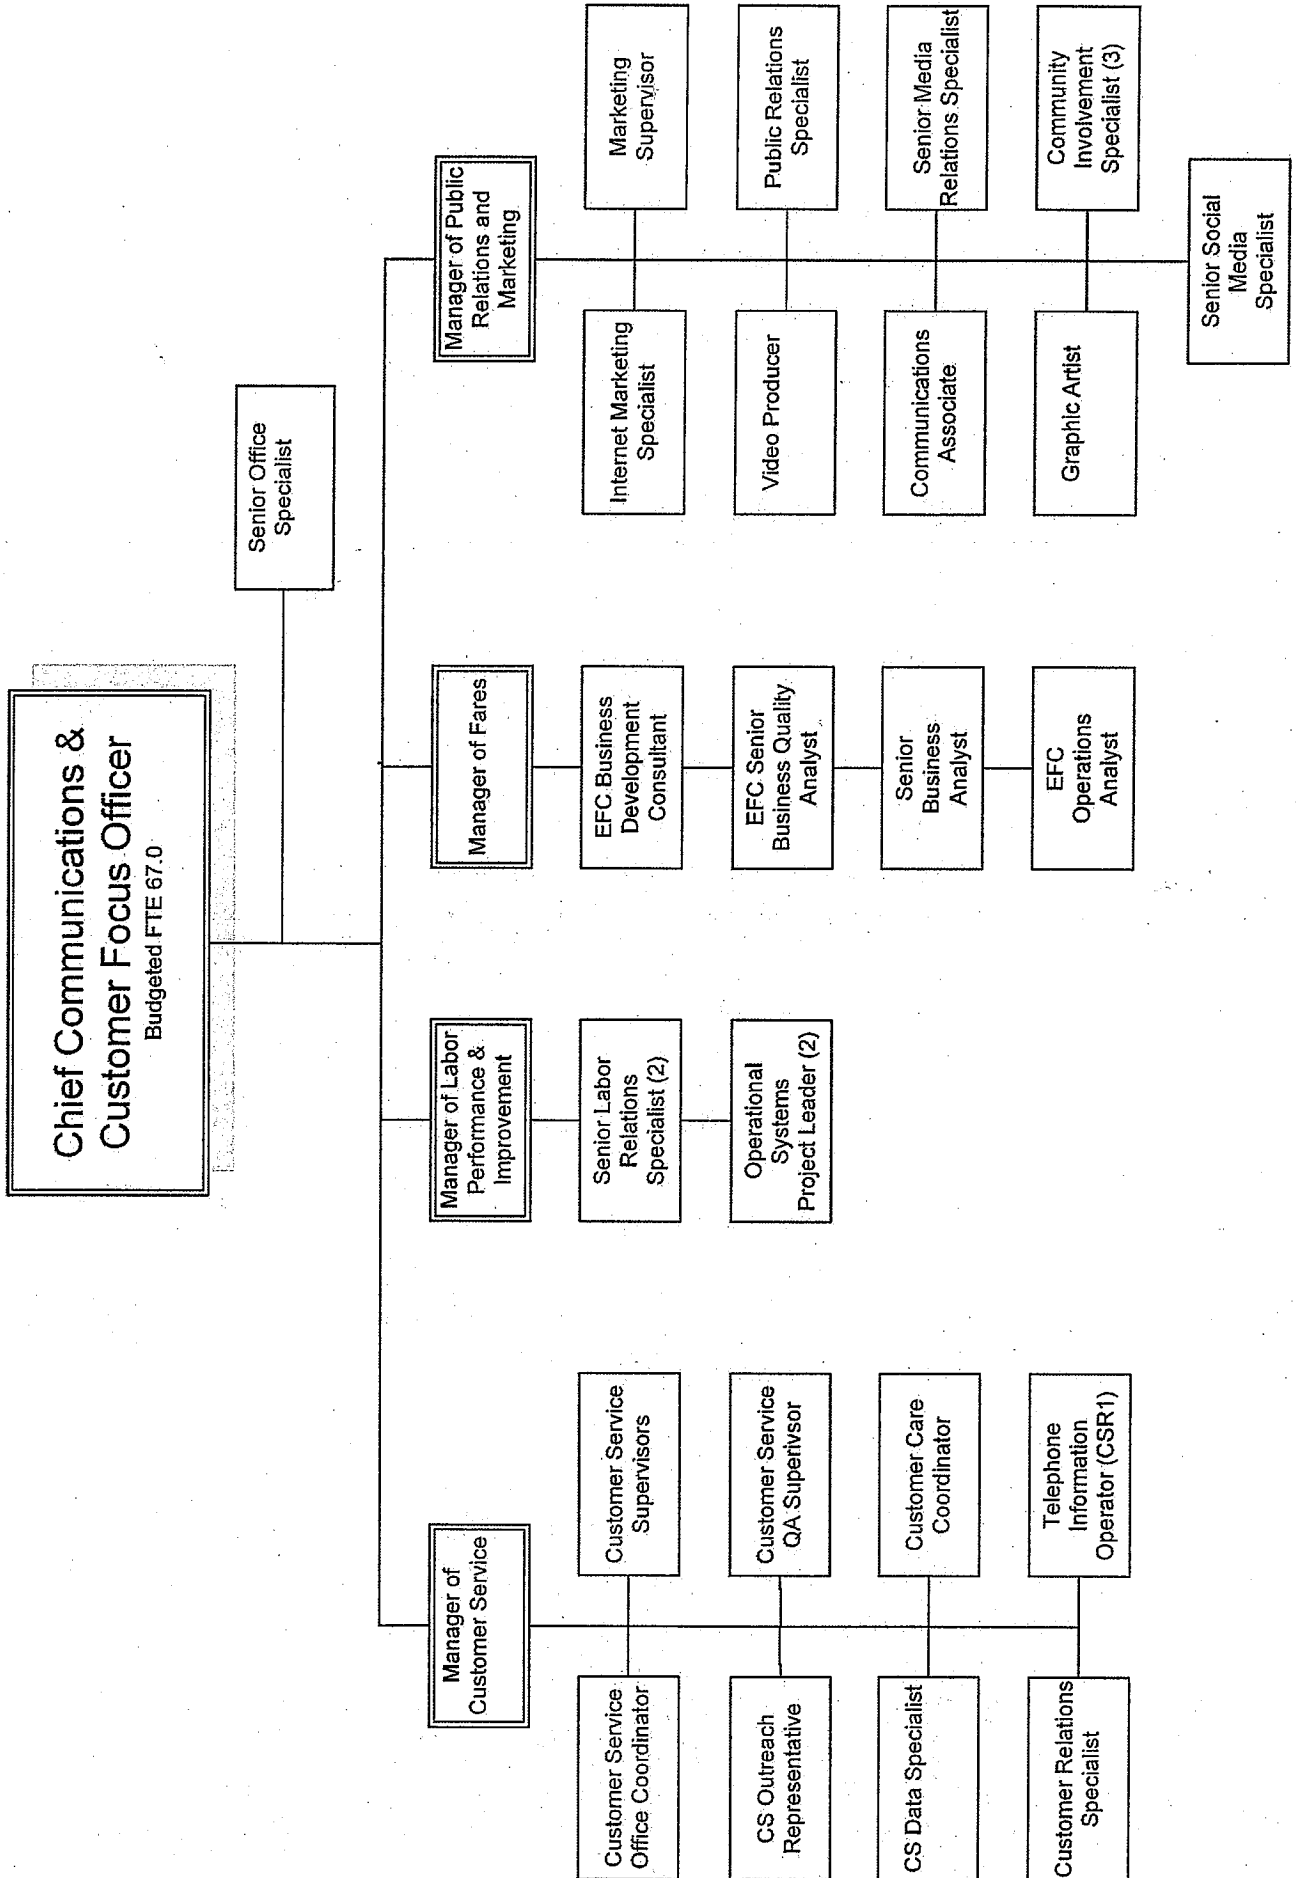 Chief Communications &
Customer Focus Officer
Budgeted FTE 67.0
Senior Office
Specialist
Manager of
Customer Service
Manager of Labor
Performance &
Improvement
Manager of Fares
Manager of Public
Relations and
Marketing
Customer Service
Office Coordinator
Customer Service
Supervisors
Senior Labor
Relations
Specialist (2)
EFC Business
Development
Consultant
Internet Marketing
Specialist
Marketing
Supervisor
CS Outreach
Representative
Customer Service
QA Superivsor
Operational
Systems
Project Leader (2)
EFC Senior
Business Quality
Analyst
Video Producer
Public Relations
Specialist
CS Data Specialist
Customer Care
Coordinator
Senior
Business
Analyst
Communications
Associate
Senior Media
Relations Specialist
Customer Relations
Specialist
Telephone
Information
Operator (CSR1)
EFC
Operations
Analyst
Graphic Artist
Community
Involvement
Specialist (3)
Senior Social
Media
Specialist